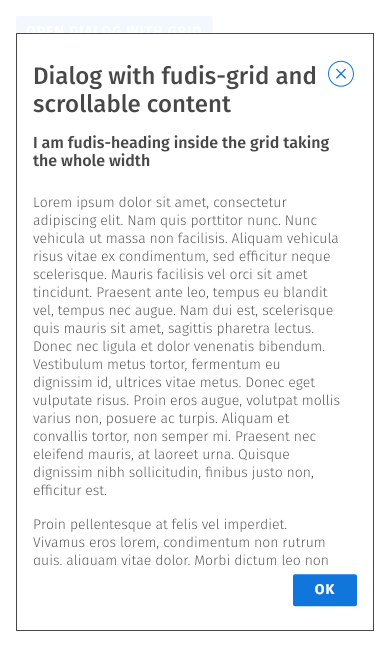 OPEN DIALOG WITH GRID
Dialog with fudis-grid and
scrollable content
I am fudis-heading inside the grid taking
the whole width
Lorem ipsum dolor sit amet, consectetur
adipiscing elit. Nam quis porttitor nunc. Nunc
vehicula ut massa non facilisis. Aliquam vehicula
risus vitae ex condimentum, sed efficitur neque
scelerisque. Mauris facilisis vel orci sit amet
tincidunt. Praesent ante leo, tempus eu blandit
vel, tempus nec augue. Nam dui est, scelerisque
quis mauris sit amet, sagittis pharetra lectus.
Donec nec ligula et dolor venenatis bibendum.
Vestibulum metus tortor, fermentum eu
dignissim id, ultrices vitae metus. Donec eget
vulputate risus. Proin eros augue, volutpat mollis
varius non, posuere ac turpis. Aliquam et
convallis tortor, non semper mi. Praesent nec
eleifend mauris, at laoreet urna. Quisque
dignissim nibh sollicitudin, finibus justo non,
efficitur est.
Proin pellentesque at felis vel imperdiet.
Vivamus eros lorem, condimentum non rutrum
quis, aliquam vitae dolor. Morbi dictum leo non
OK